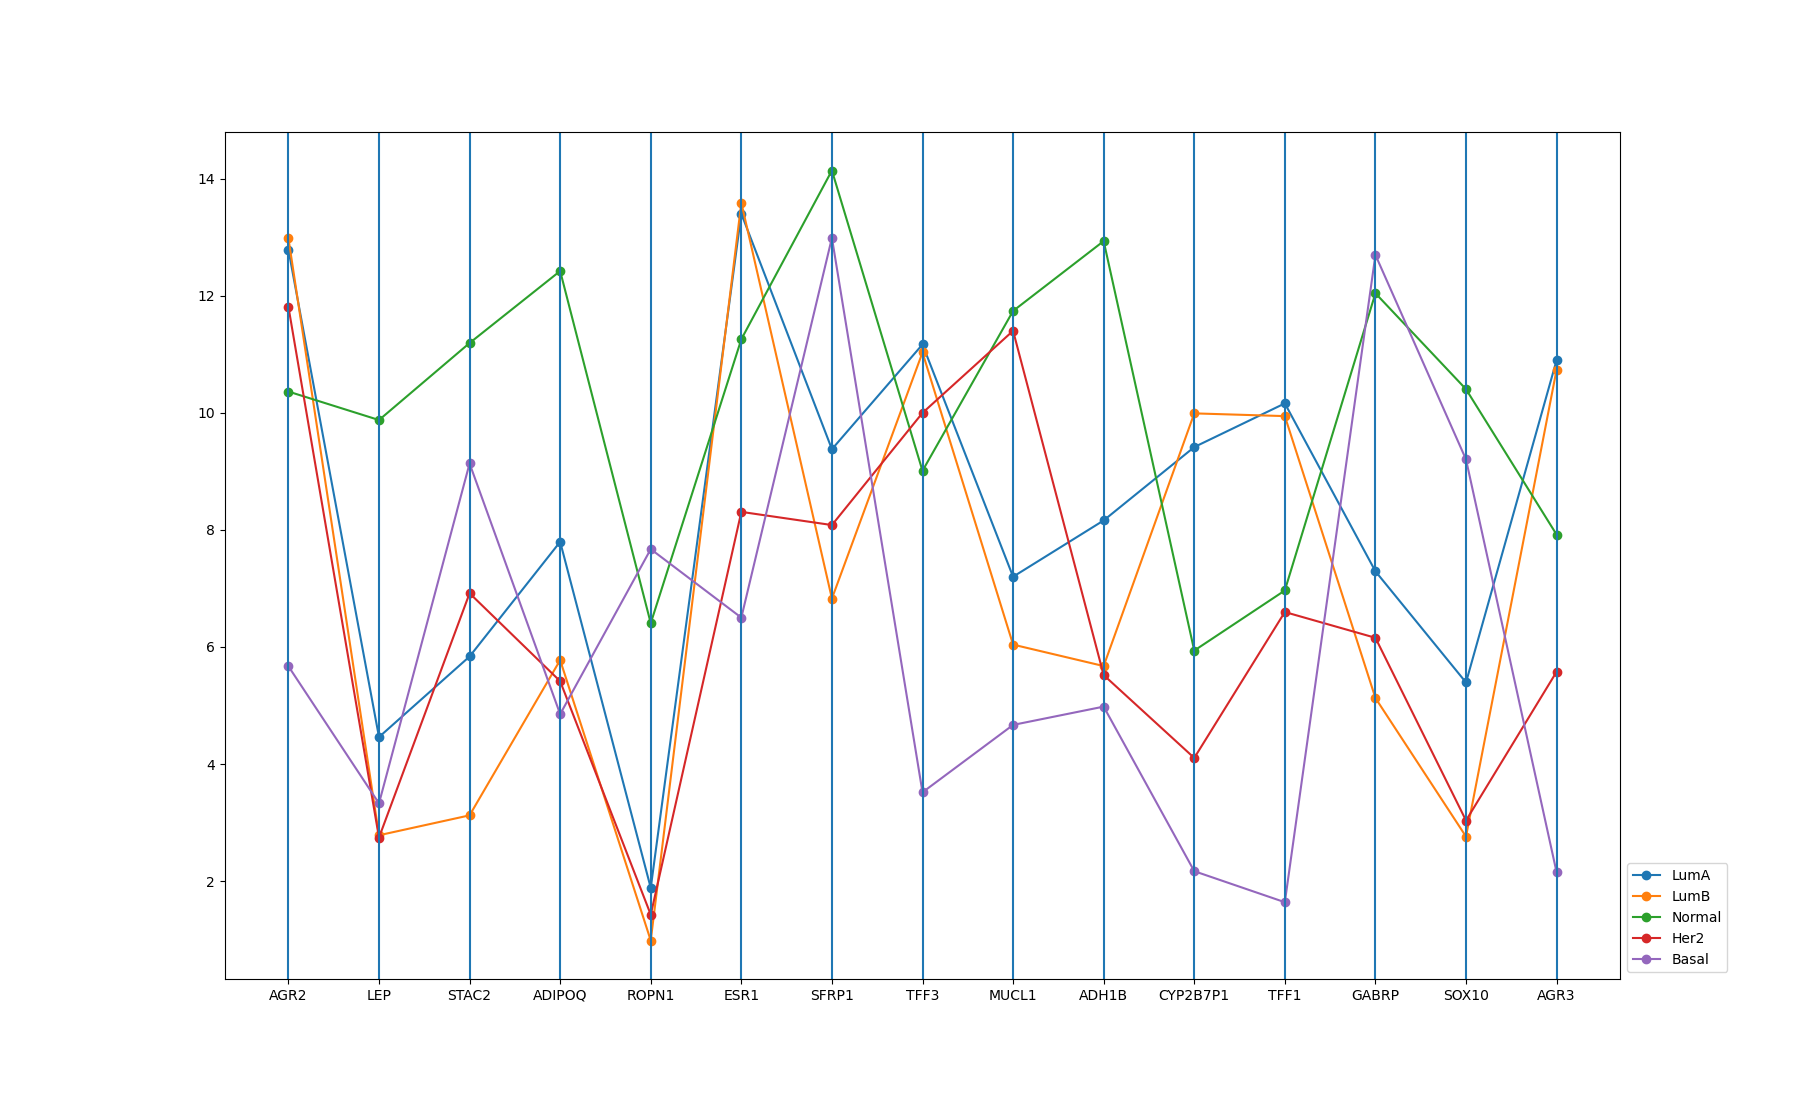 14
12
10
8
6
4
2
AGR2 LEP STAC2 ADIPOQ ROPN1 ESR1 SFRP1 TFF3 MUCL1 ADH1B CYP2B7P1 TFF1 GABRP SOX10 AGR3
LumA
LumB
Normal
Her2
Basal